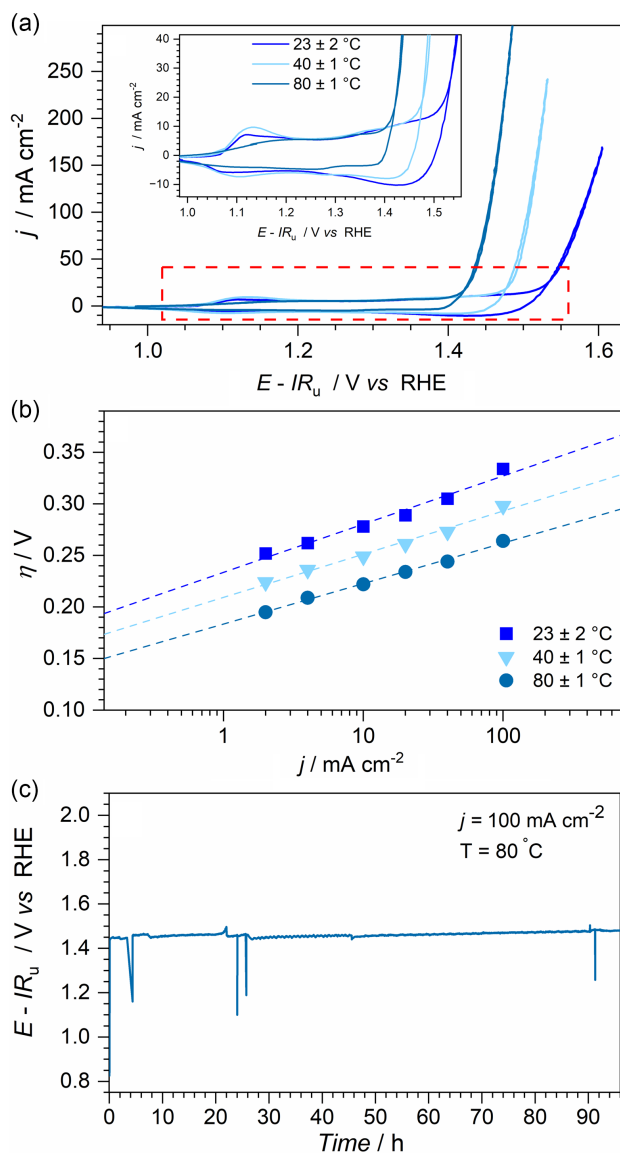 (a)
250
200
150
100
50
0
j / mA cm⁻²
1.0 1.2 1.4 1.6
E - IRᵤ / V vs RHE
40
30
20
10
0
−10
j / mA cm⁻²
1.0 1.1 1.2 1.3 1.4 1.5
E - IRᵤ / V vs RHE
23 ± 2 °C
40 ± 1 °C
80 ± 1 °C
(b)
0.35
0.30
0.25
0.20
0.15
0.10
η / V
23 ± 2 °C
40 ± 1 °C
80 ± 1 °C
1 10 100
j / mA cm⁻²
(c)
2.0
1.8
1.6
1.4
1.2
1.0
0.8
E - IRᵤ / V vs RHE
j = 100 mA cm⁻²
T = 80 °C
0 10 20 30 40 50 60 70 80 90
Time / h